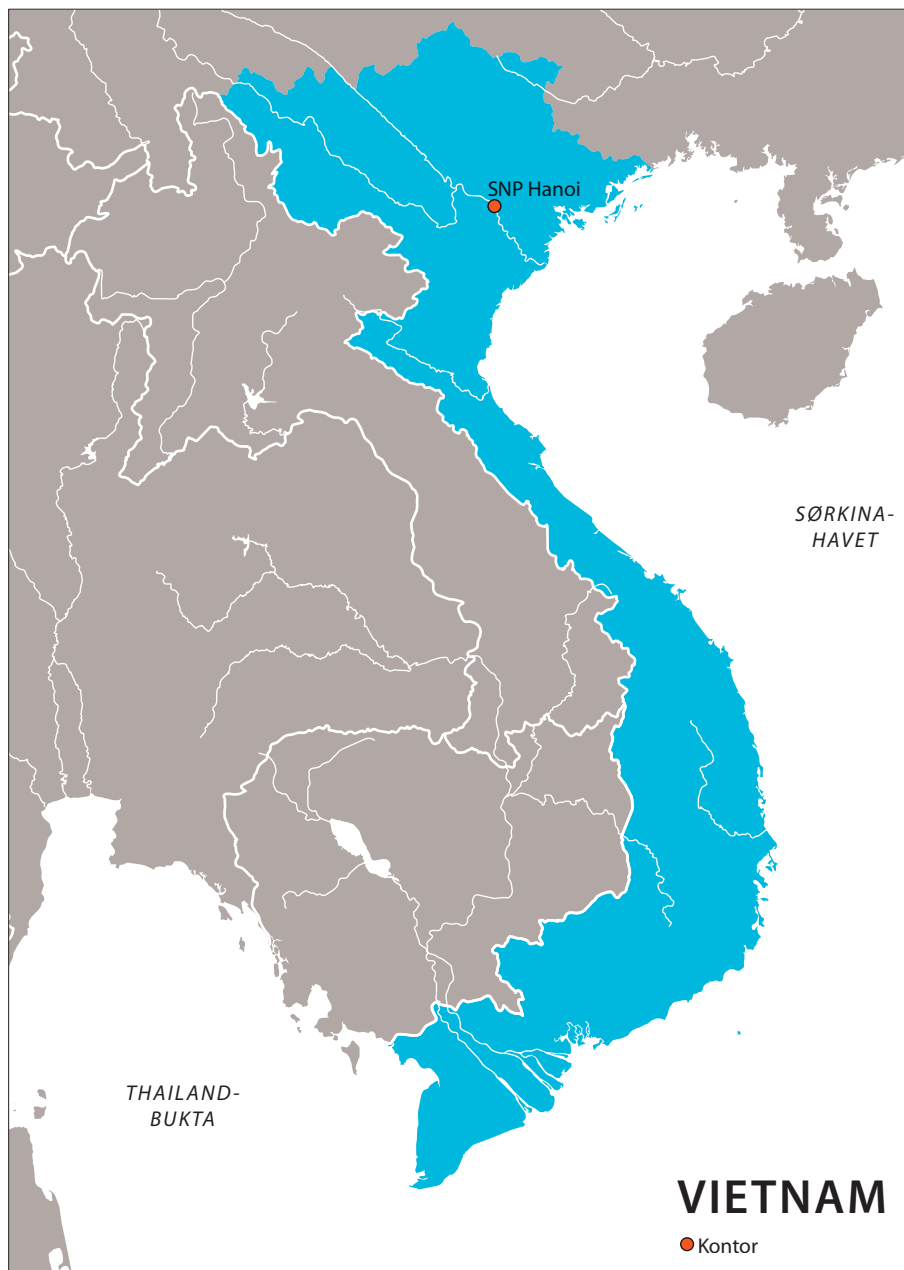 SNP Hanoi
SØRKINA-
HAVET
THAILAND-
BUKTA
VIETNAM
Kontor